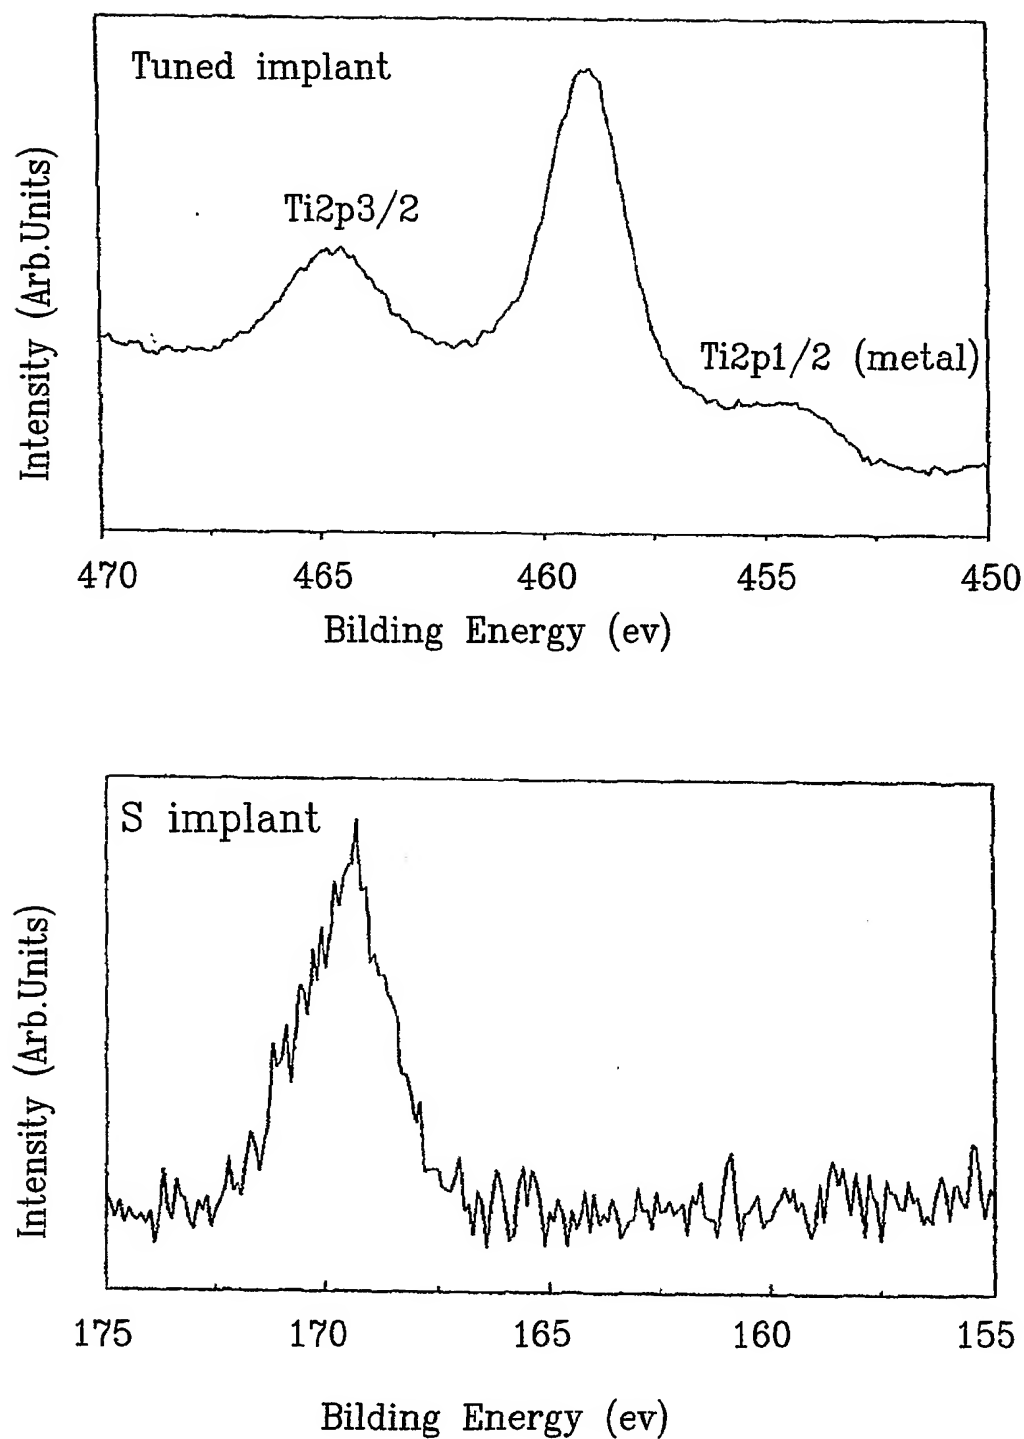 Tuned implant
Ti2p3/2
Ti2p1/2 (metal)
Intensity (Arb.Units)
470 465 460 455 450
Bilding Energy (ev)
S implant
Intensity (Arb.Units)
175 170 165 160 155
Bilding Energy (ev)